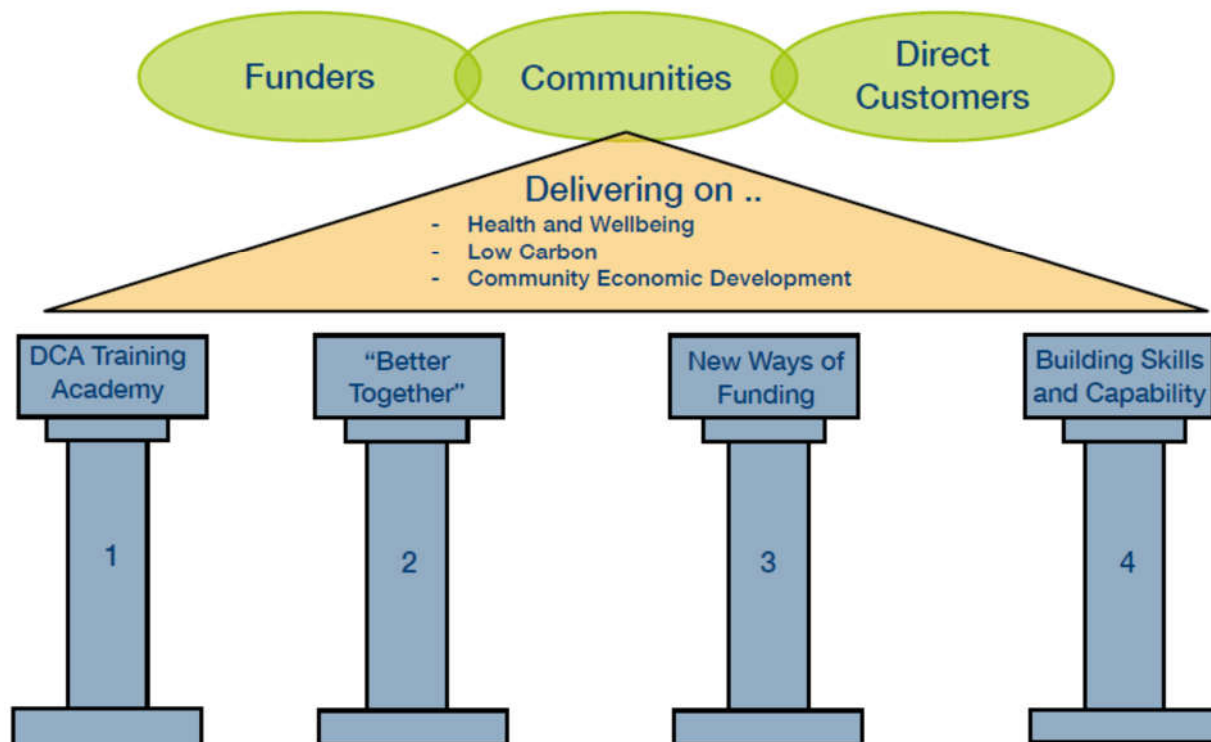 Funders
Communities
Direct
Customers
Delivering on ..
- Health and Wellbeing
- Low Carbon
- Community Economic Development
DCA Training
Academy
“Better
Together”
New Ways of
Funding
Building Skills
and Capability
1
2
3
4